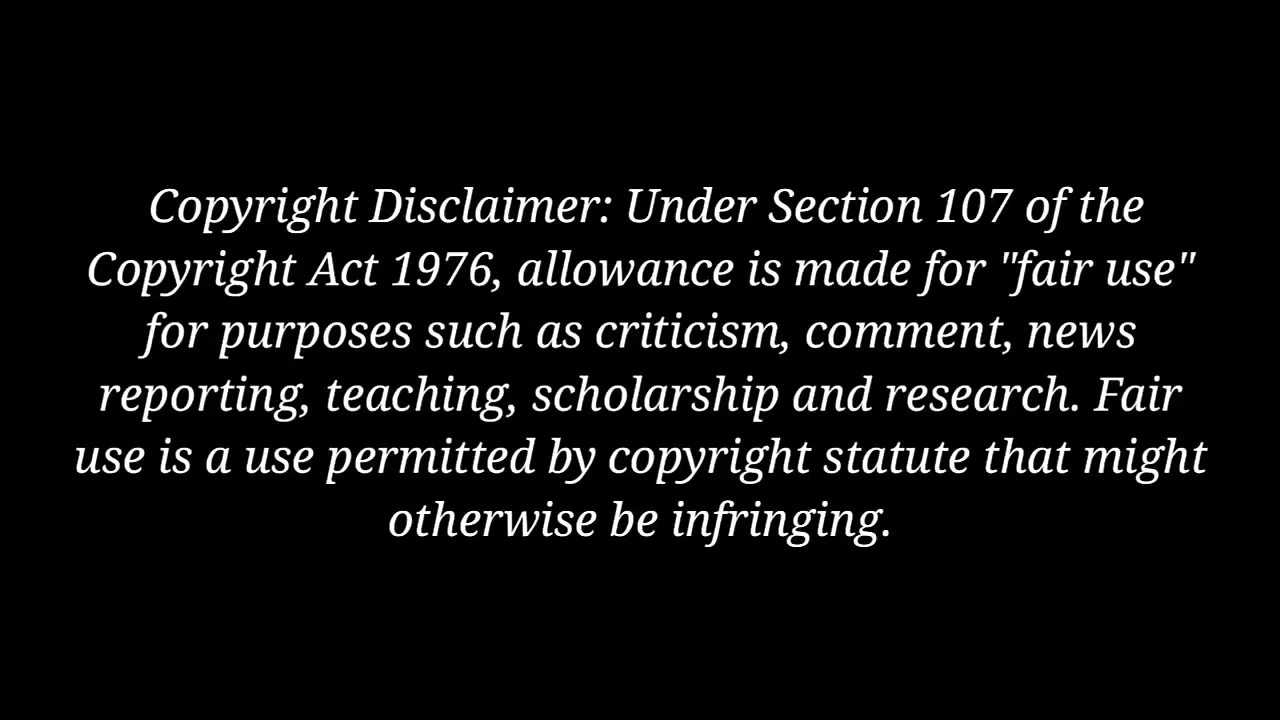 Copyright Disclaimer: Under Section 107 of the
Copyright Act 1976, allowance is made for "fair use"
for purposes such as criticism, comment, news
reporting, teaching, scholarship and research. Fair
use is a use permitted by copyright statute that might
otherwise be infringing.